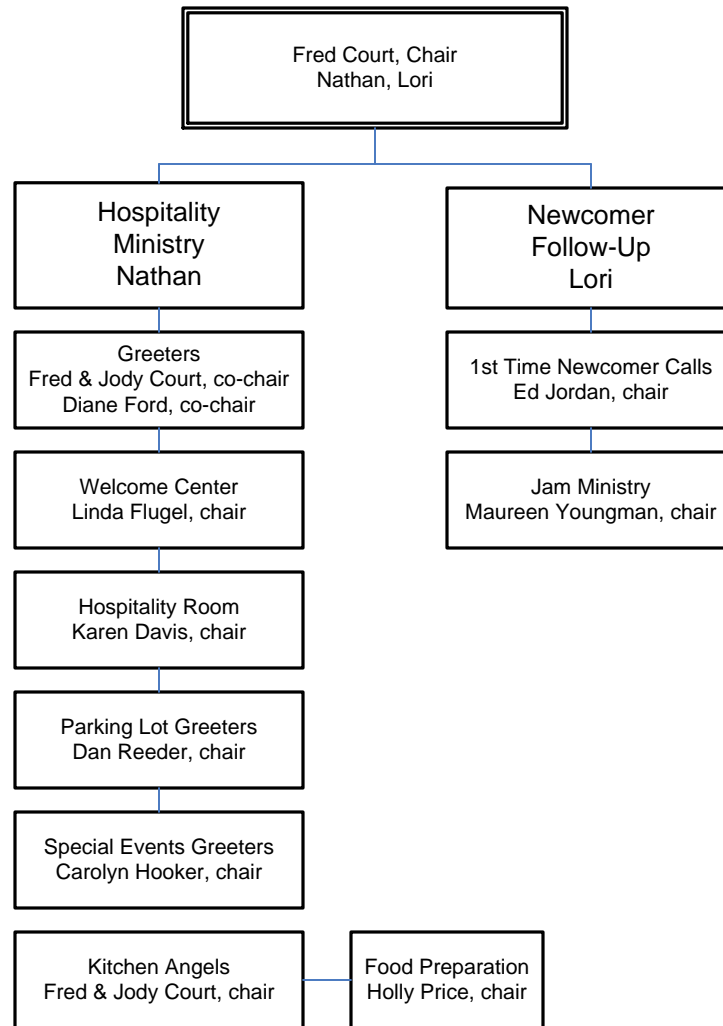 Fred Court, Chair
Nathan, Lori
Hospitality
Ministry
Nathan
Newcomer
Follow-Up
Lori
Greeters
Fred & Jody Court, co-chair
Diane Ford, co-chair
1st Time Newcomer Calls
Ed Jordan, chair
Welcome Center
Linda Flugel, chair
Jam Ministry
Maureen Youngman, chair
Hospitality Room
Karen Davis, chair
Parking Lot Greeters
Dan Reeder, chair
Special Events Greeters
Carolyn Hooker, chair
Kitchen Angels
Fred & Jody Court, chair
Food Preparation
Holly Price, chair